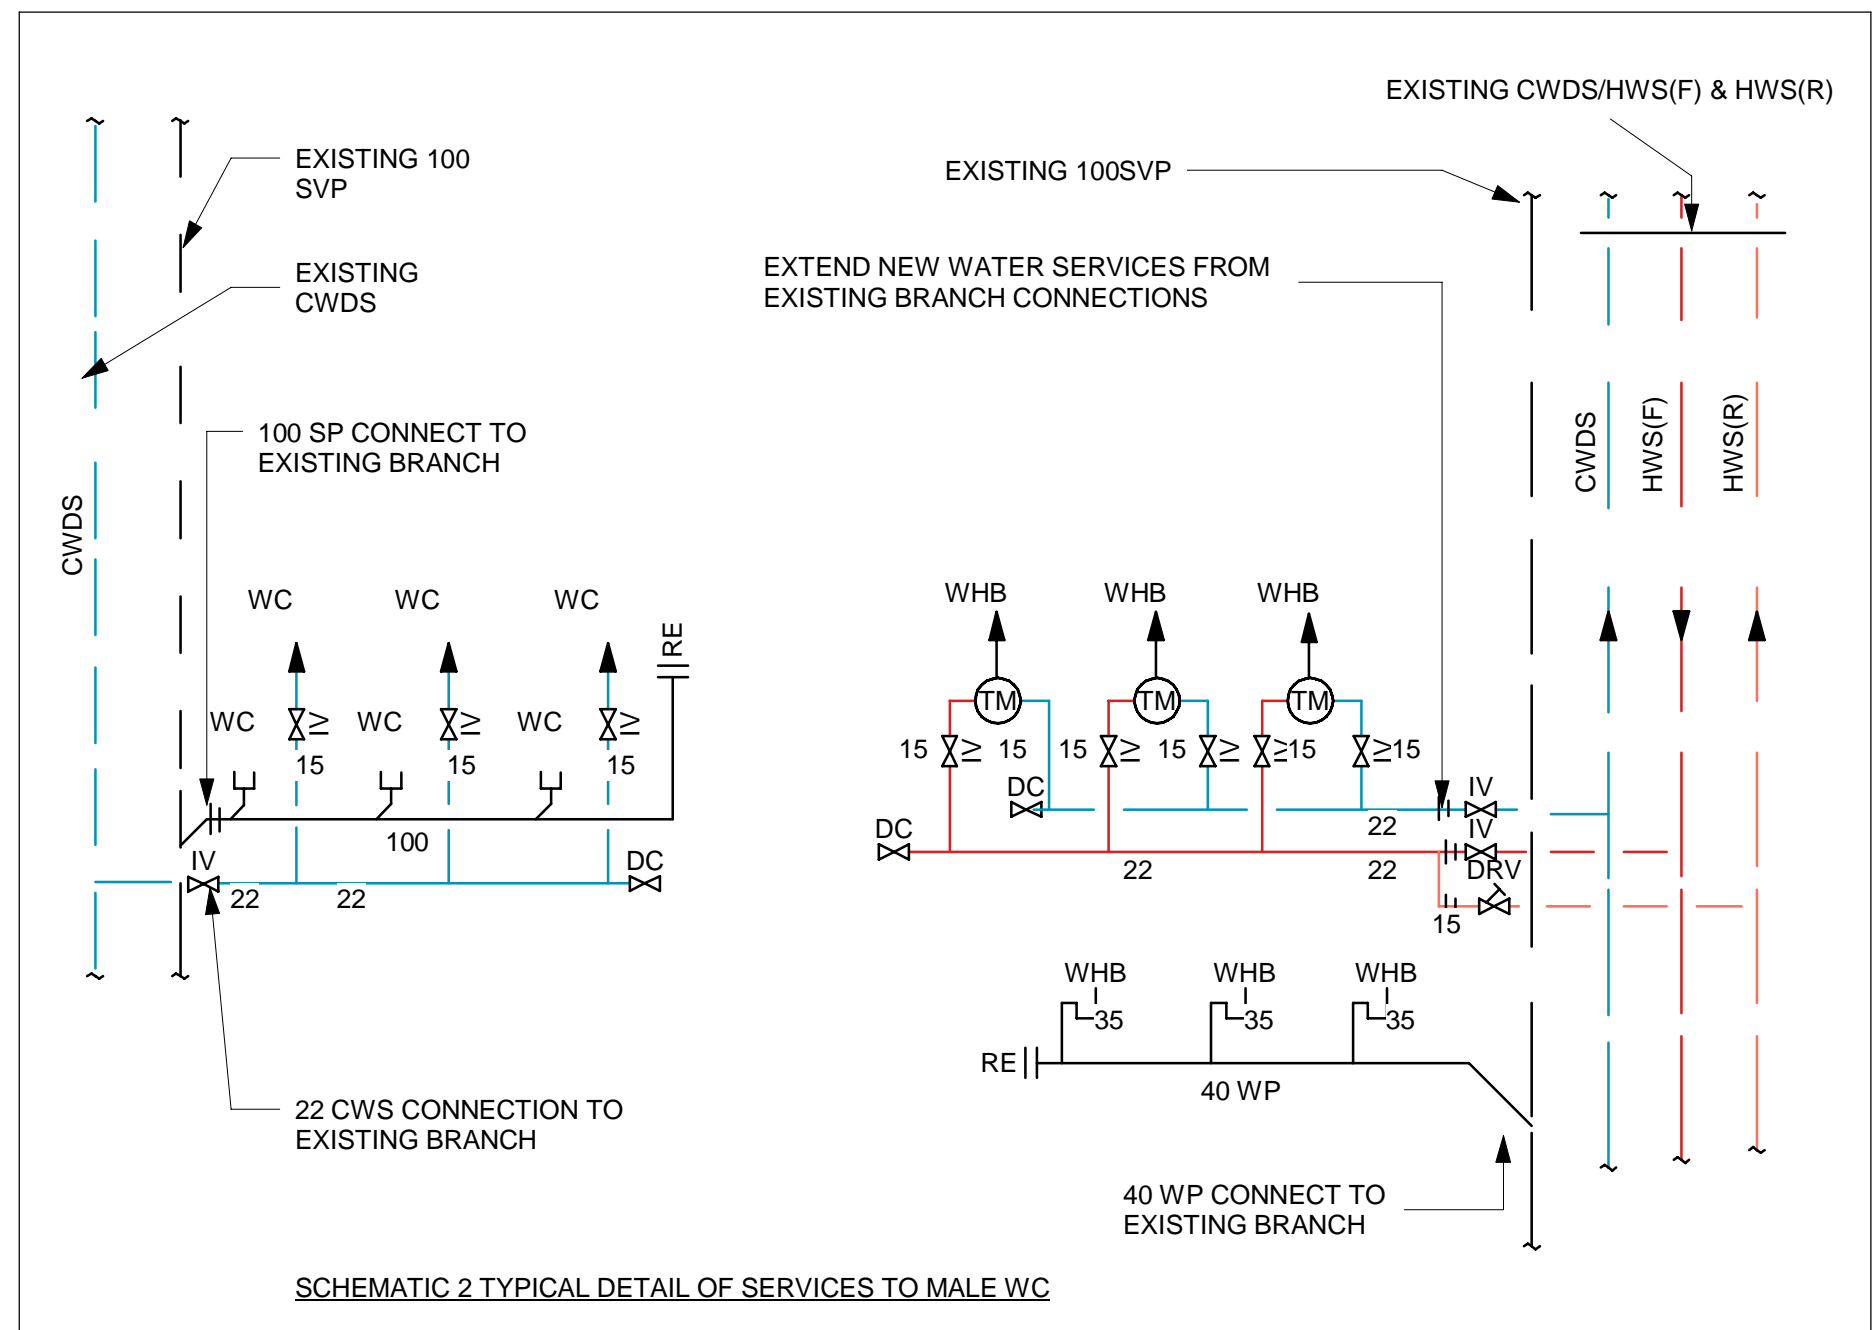 EXISTING CWDS/HWS(F) & HWS(R)
EXISTING 100
SVP
EXISTING 100SVP
EXISTING
CWDS
EXTEND NEW WATER SERVICES FROM
EXISTING BRANCH CONNECTIONS
100 SP CONNECT TO
EXISTING BRANCH
CWDS
CWDS
HWS(F)
HWS(R)
WC
WC
WC
RE
WHB
WHB
WHB
TM
TM
TM
WC
WC
WC
≥
≥
≥
15
15
15
15
≥
15
15
≥
15
≥
≥
15
≥
15
DC
IV
22
100
IV
22
22
DC
DC
22
IV
22
DRV
15
WHB
WHB
WHB
35
35
35
RE
40 WP
22 CWS CONNECTION TO
EXISTING BRANCH
40 WP CONNECT TO
EXISTING BRANCH
SCHEMATIC 2 TYPICAL DETAIL OF SERVICES TO MALE WC